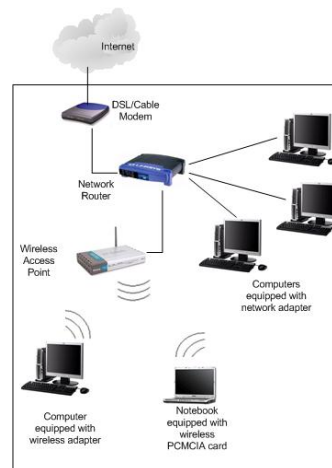 Internet
DSL/Cable
Modem
Network
Router
Wireless
Access
Point
Computers
equipped with
network adapter
Computer
equipped with
wireless adapter
Notebook
equipped with
wireless
PCMCIA card